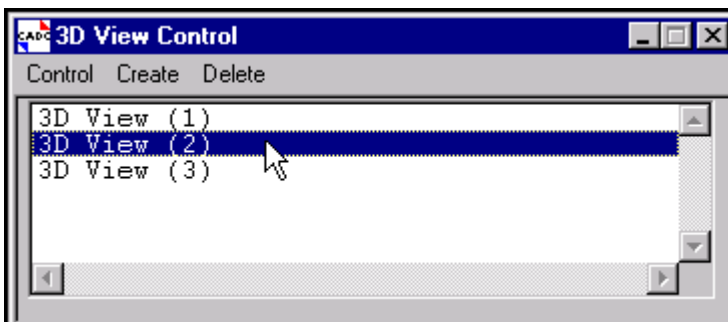 CADC 3D View Control
Control Create Delete
3D View (1)
3D View (2)
3D View (3)